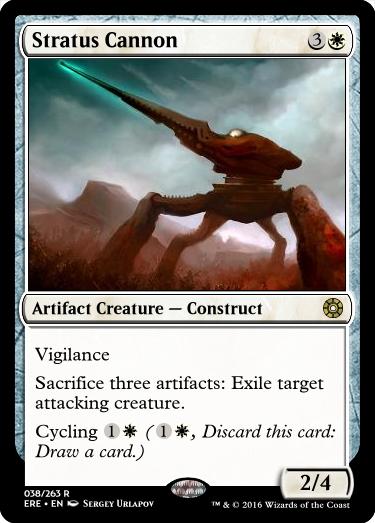 Stratus Cannon 3
Artifact Creature — Construct
Vigilance
Sacrifice three artifacts: Exile target
attacking creature.
Cycling 1 ( 1 , Discard this card:
Draw a card.)
2/4
038/263 R
ERE • EN Sergey Urlapov ™ & © 2016 Wizards of the Coast